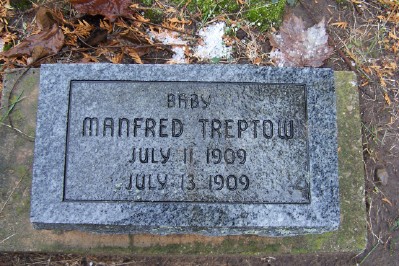 BABY
MANFRED TREPTOW
JULY 11 1909
JULY 13 1909